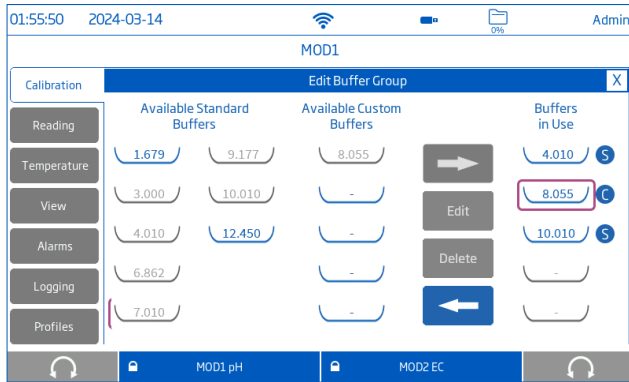 01:55:50 2024-03-14 0% Admin
MOD1
Calibration
Edit Buffer Group X
Reading
Temperature
View
Alarms
Logging
Profiles
Available Standard
Buffers
1.679 9.177
3.000 10.010
4.010 12.450
6.862
7.010
Available Custom
Buffers
8.055
-
-
-
-
Edit
Delete
Buffers
in Use
4.010 S
8.055 C
10.010 S
-
-
MOD1 pH MOD2 EC